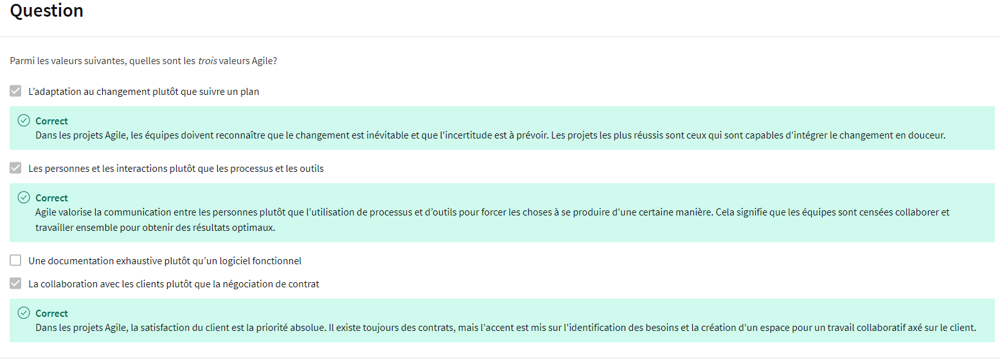 Question
Parmi les valeurs suivantes, quelles sont les trois valeurs Agile?
L’adaptation au changement plutôt que suivre un plan
Correct
Dans les projets Agile, les équipes doivent reconnaître que le changement est inévitable et que l'incertitude est à prévoir. Les projets les plus réussis sont ceux qui sont capables d'intégrer le changement en douceur.
Les personnes et les interactions plutôt que les processus et les outils
Correct
Agile valorise la communication entre les personnes plutôt que l’utilisation de processus et d’outils pour forcer les choses à se produire d'une certaine manière. Cela signifie que les équipes sont censées collaborer et
travailler ensemble pour obtenir des résultats optimaux.
Une documentation exhaustive plutôt qu’un logiciel fonctionnel
La collaboration avec les clients plutôt que la négociation de contrat
Correct
Dans les projets Agile, la satisfaction du client est la priorité absolue. Il existe toujours des contrats, mais l'accent est mis sur l'identification des besoins et la création d'un espace pour un travail collaboratif axé sur le client.